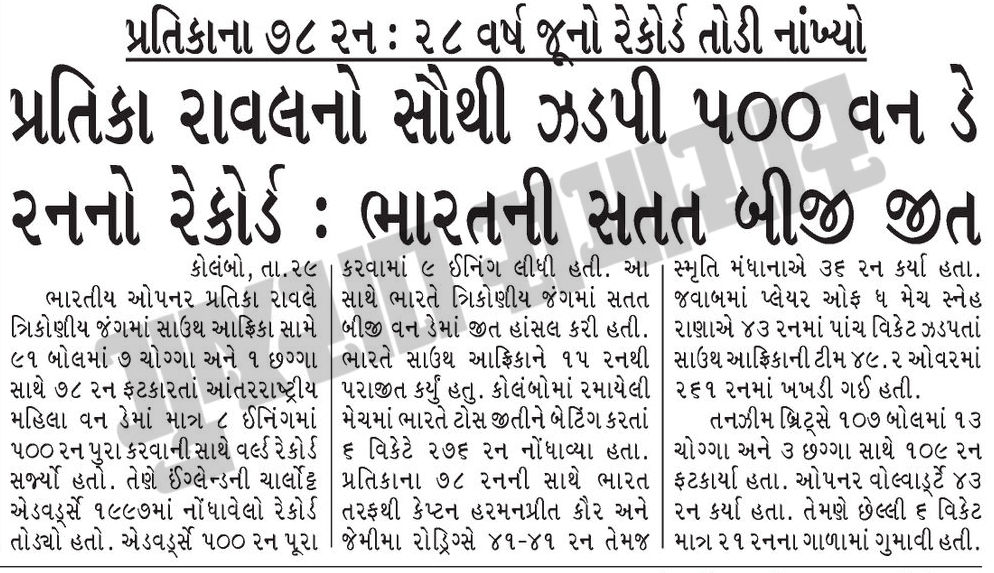 પ્રતિકાના ૭૮ રન : ૨૮ વર્ષ જૂનો રેકોર્ડ તોડી નાંખ્યો
પ્રતિકા રાવલનો સૌથી ઝડપી ૫૦૦ વન ડે
રનનો રેકોર્ડ : ભારતની સતત બીજી જીત
કોલંબો, તા.૨૯
ભારતીય ઓપનર પ્રતિકા રાવલે
ત્રિકોણીય જંગમાં સાઉથ આફ્રિકા સામે
૯૧ બોલમાં ૭ ચોગ્ગા અને ૧ છગ્ગા
સાથે ૭૮ રન ફટકારતાં આંતરરાષ્ટ્રીય
મહિલા વન ડેમાં માત્ર ૮ ઈનિંગમાં
૫૦૦ રન પુરા કરવાની સાથે વર્લ્ડ રેકોર્ડ
સર્જ્યો હતો. તેણે ઈંગ્લેન્ડની ચાર્લોટ્ટ
એડવર્ડ્સે ૧૯૯૭માં નોંધાવેલો રેકોર્ડ
તોડ્યો હતો. એડવર્ડ્સે ૫૦૦ રન પૂરા
કરવામાં ૯ ઈનિંગ લીધી હતી. આ
સાથે ભારતે ત્રિકોણીય જંગમાં સતત
બીજી વન ડેમાં જીત હાંસલ કરી હતી.
ભારતે સાઉથ આફ્રિકાને ૧૫ રનથી
પરાજીત કર્યું હતુ. કોલંબોમાં રમાયેલી
મેચમાં ભારતે ટોસ જીતીને બેટિંગ કરતાં
૬ વિકેટે ૨૭૬ રન નોંધાવ્યા હતા.
પ્રતિકાના ૭૮ રનની સાથે ભારત
તરફથી કેપ્ટન હરમનપ્રીત કૌર અને
જેમીમા રોડ્રિગ્સે ૪૧-૪૧ રન તેમજ
સ્મૃતિ મંધાનાએ ૩૬ રન કર્યા હતા.
જવાબમાં પ્લેયર ઓફ ધ મેચ સ્નેહ
રાણાએ ૪૩ રનમાં પાંચ વિકેટ ઝડપતાં
સાઉથ આફ્રિકાની ટીમ ૪૯.૨ ઓવરમાં
૨૬૧ રનમાં ખખડી ગઈ હતી.
તનઝીમ બ્રિટ્સે ૧૦૭ બોલમાં ૧૩
ચોગ્ગા અને ૩ છગ્ગા સાથે ૧૦૯ રન
ફટકાર્યા હતા. ઓપનર વોલ્વાર્ડ્ટે ૪૩
રન કર્યા હતા. તેમણે છેલ્લી ૬ વિકેટ
માત્ર ૨૧ રનના ગાળામાં ગુમાવી હતી.
ગુજરાત સમાચાર